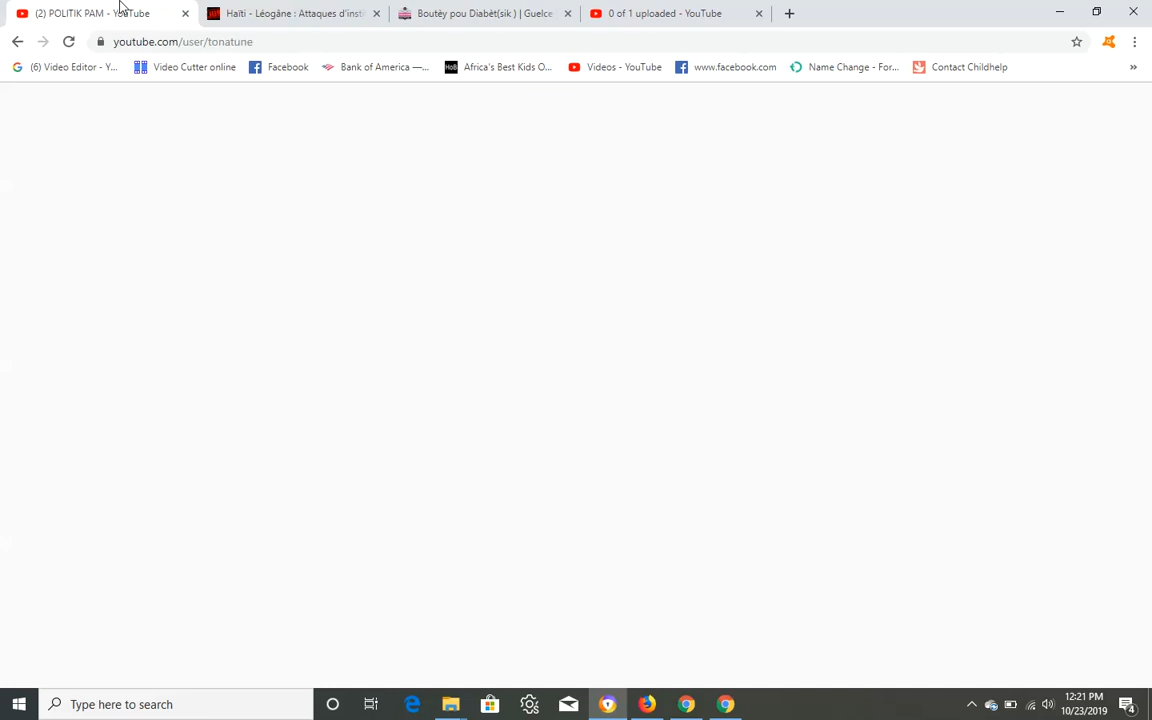 (2) POLITIK PAM - YouTube
Haïti - Léogâne : Attaques d'insti
Boutèy pou Diabèt(sik ) | Guelce
0 of 1 uploaded - YouTube
youtube.com/user/tonatune
(6) Video Editor - Y...
Video Cutter online
Facebook
Bank of America —...
Africa's Best Kids O...
Videos - YouTube
www.facebook.com
Name Change - For...
Contact Childhelp
Type here to search
12:21 PM
10/23/2019
4